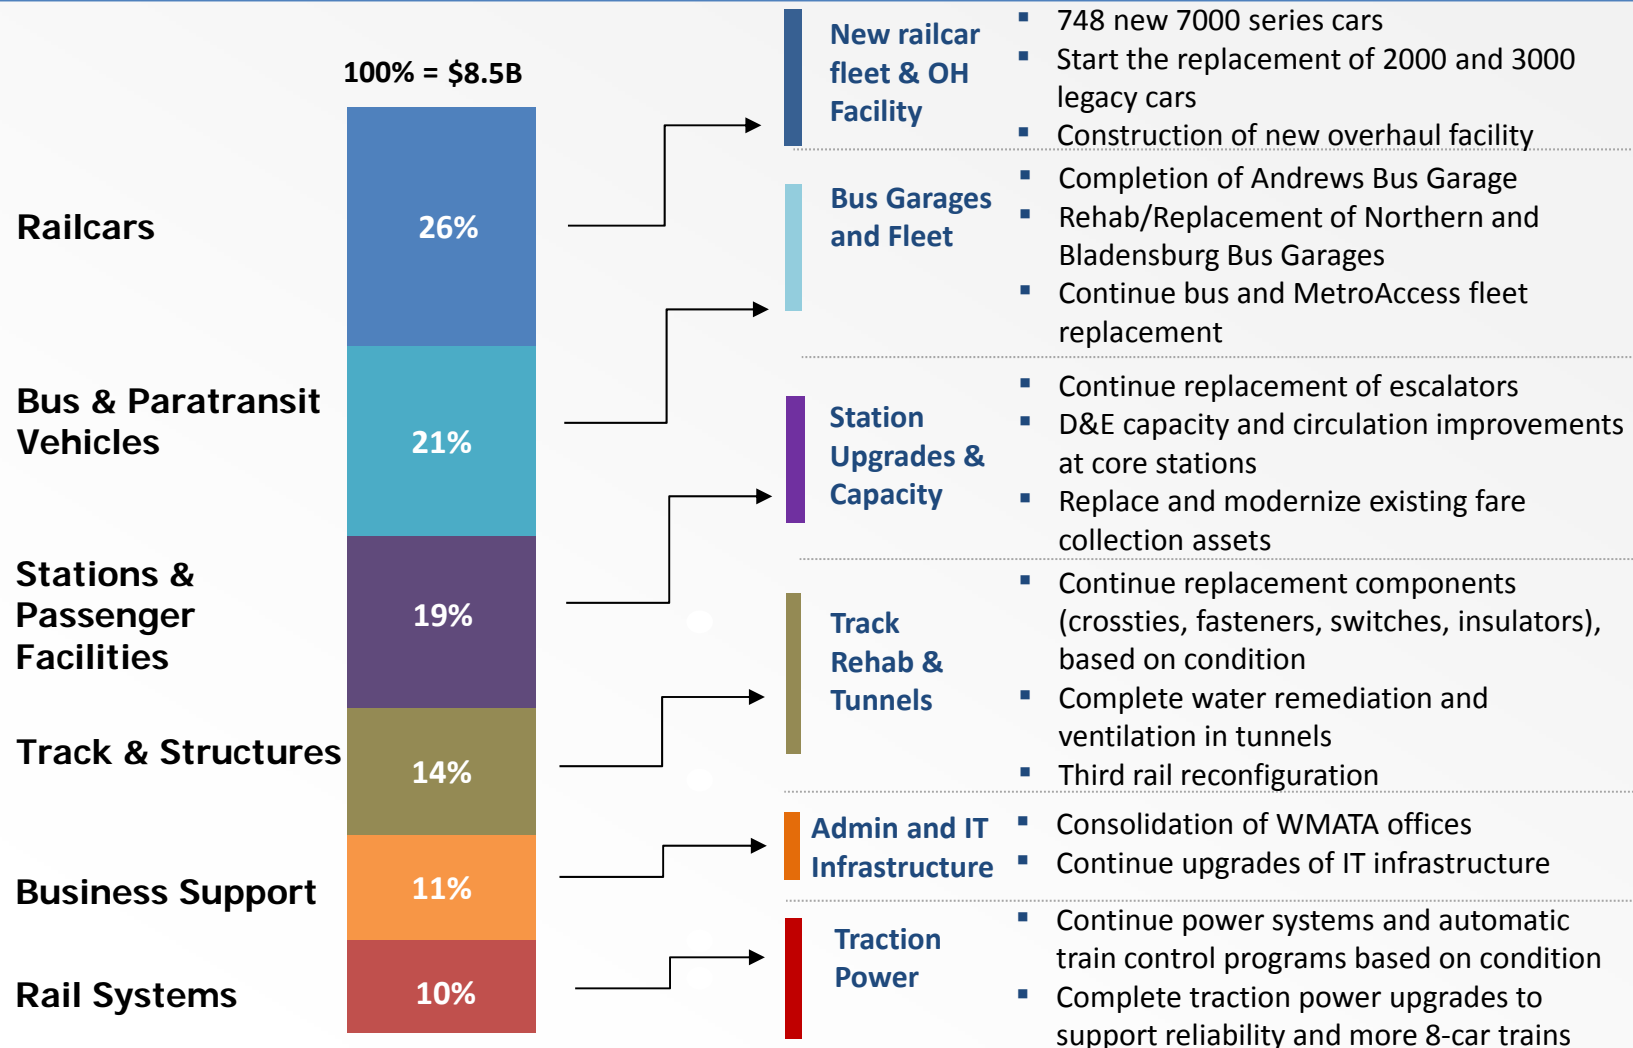 100% = $8.5B
Railcars
26%
New railcar
fleet & OH
Facility
▪ 748 new 7000 series cars
▪ Start the replacement of 2000 and 3000
legacy cars
▪ Construction of new overhaul facility
Bus & Paratransit
Vehicles
21%
Bus Garages
and Fleet
▪ Completion of Andrews Bus Garage
▪ Rehab/Replacement of Northern and
Bladensburg Bus Garages
▪ Continue bus and MetroAccess fleet
replacement
Stations &
Passenger
Facilities
19%
Station
Upgrades &
Capacity
▪ Continue replacement of escalators
▪ D&E capacity and circulation improvements
at core stations
▪ Replace and modernize existing fare
collection assets
Track & Structures
14%
Track
Rehab &
Tunnels
▪ Continue replacement components
(crossties, fasteners, switches, insulators),
based on condition
▪ Complete water remediation and
ventilation in tunnels
▪ Third rail reconfiguration
Business Support
11%
Admin and IT
Infrastructure
▪ Consolidation of WMATA offices
▪ Continue upgrades of IT infrastructure
Rail Systems
10%
Traction
Power
▪ Continue power systems and automatic
train control programs based on condition
▪ Complete traction power upgrades to
support reliability and more 8-car trains